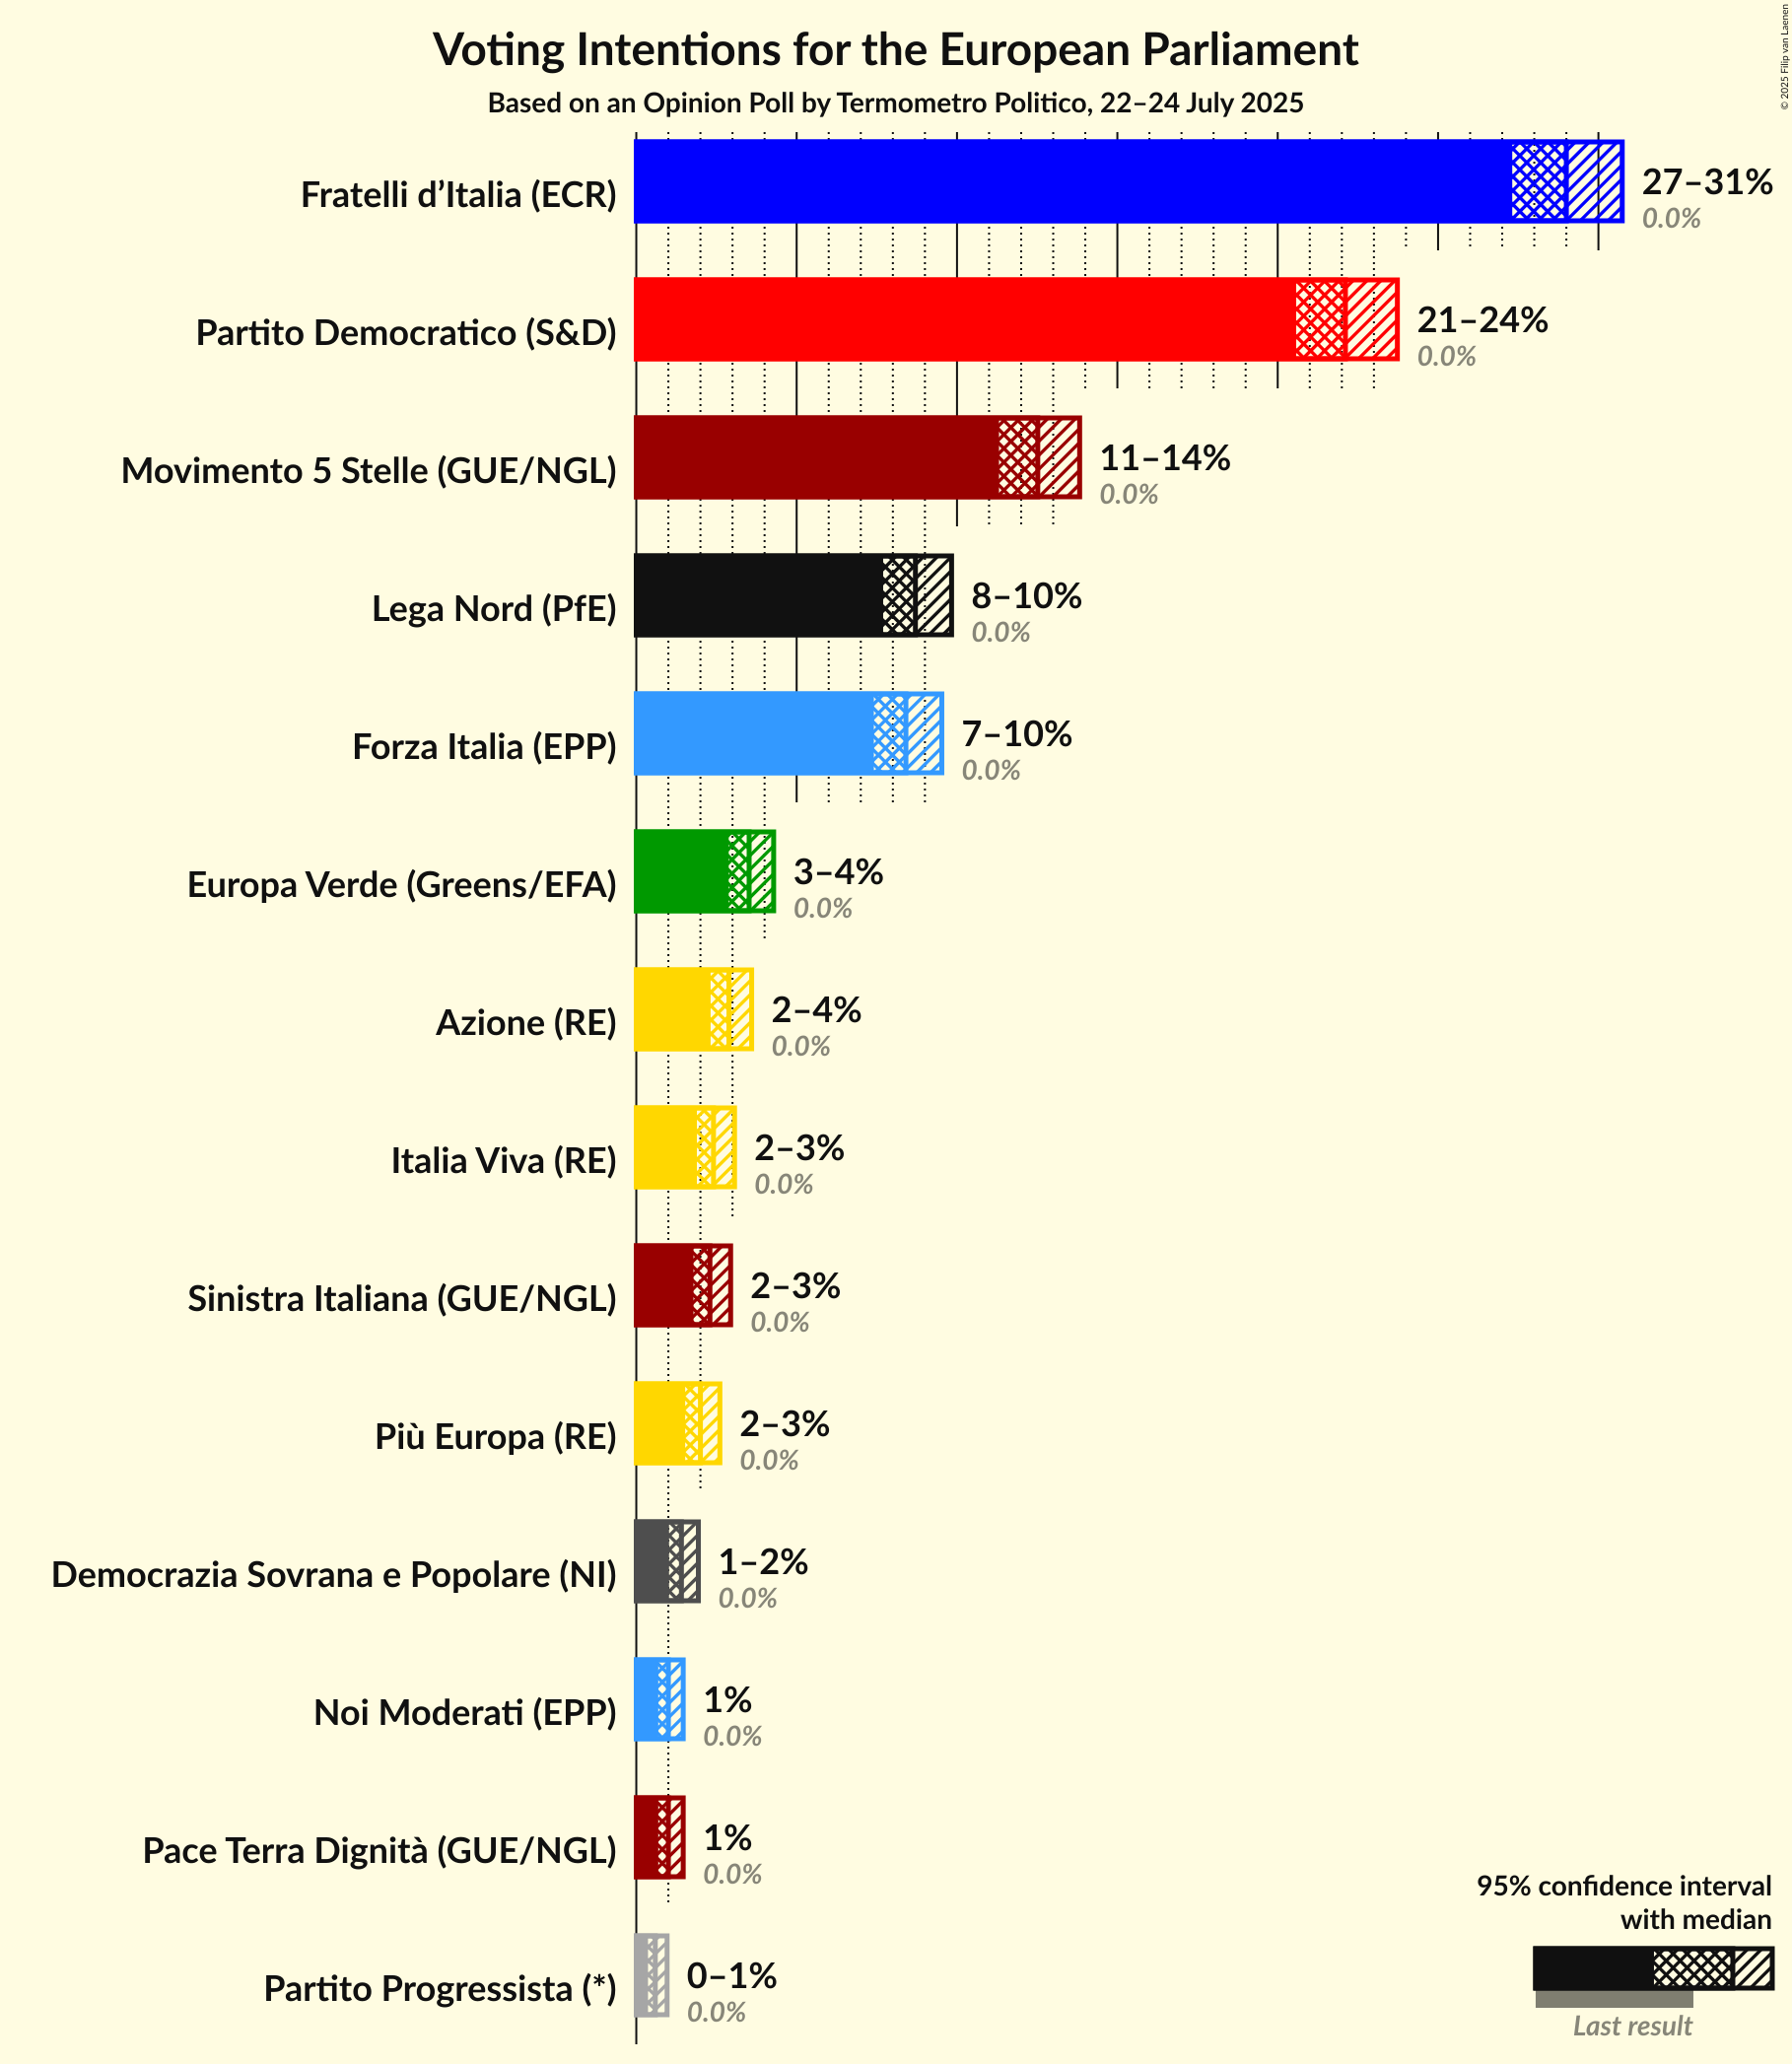 Voting Intentions for the European Parliament
Based on an Opinion Poll by Termometro Politico, 22–24 July 2025
© 2025 Filip van Laenen
Fratelli d’Italia (ECR)
27–31%
0.0%
Partito Democratico (S&D)
21–24%
0.0%
Movimento 5 Stelle (GUE/NGL)
11–14%
0.0%
Lega Nord (PfE)
8–10%
0.0%
Forza Italia (EPP)
7–10%
0.0%
Europa Verde (Greens/EFA)
3–4%
0.0%
Azione (RE)
2–4%
0.0%
Italia Viva (RE)
2–3%
0.0%
Sinistra Italiana (GUE/NGL)
2–3%
0.0%
Più Europa (RE)
2–3%
0.0%
Democrazia Sovrana e Popolare (NI)
1–2%
0.0%
Noi Moderati (EPP)
1%
0.0%
Pace Terra Dignità (GUE/NGL)
1%
0.0%
Partito Progressista (*)
0–1%
0.0%
95% confidence interval
with median
Last result